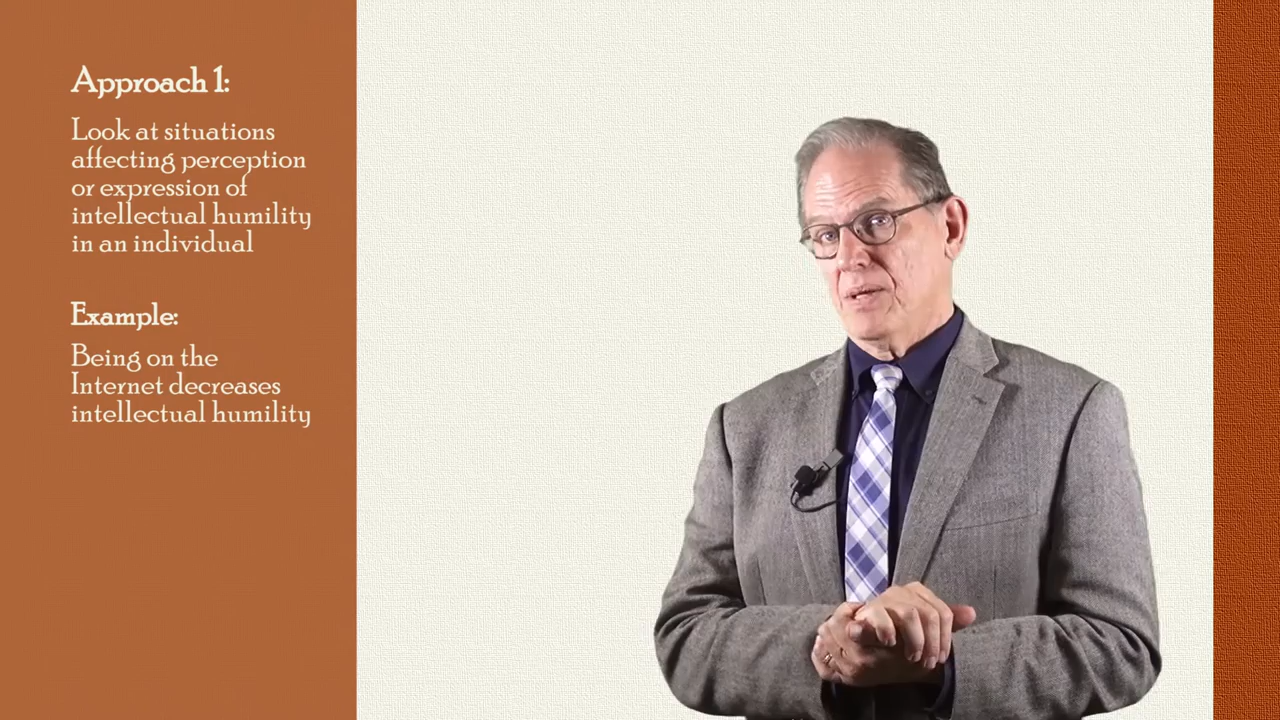 Approach 1:
Look at situations
affecting perception
or expression of
intellectual humility
in an individual
Example:
Being on the
Internet decreases
intellectual humility